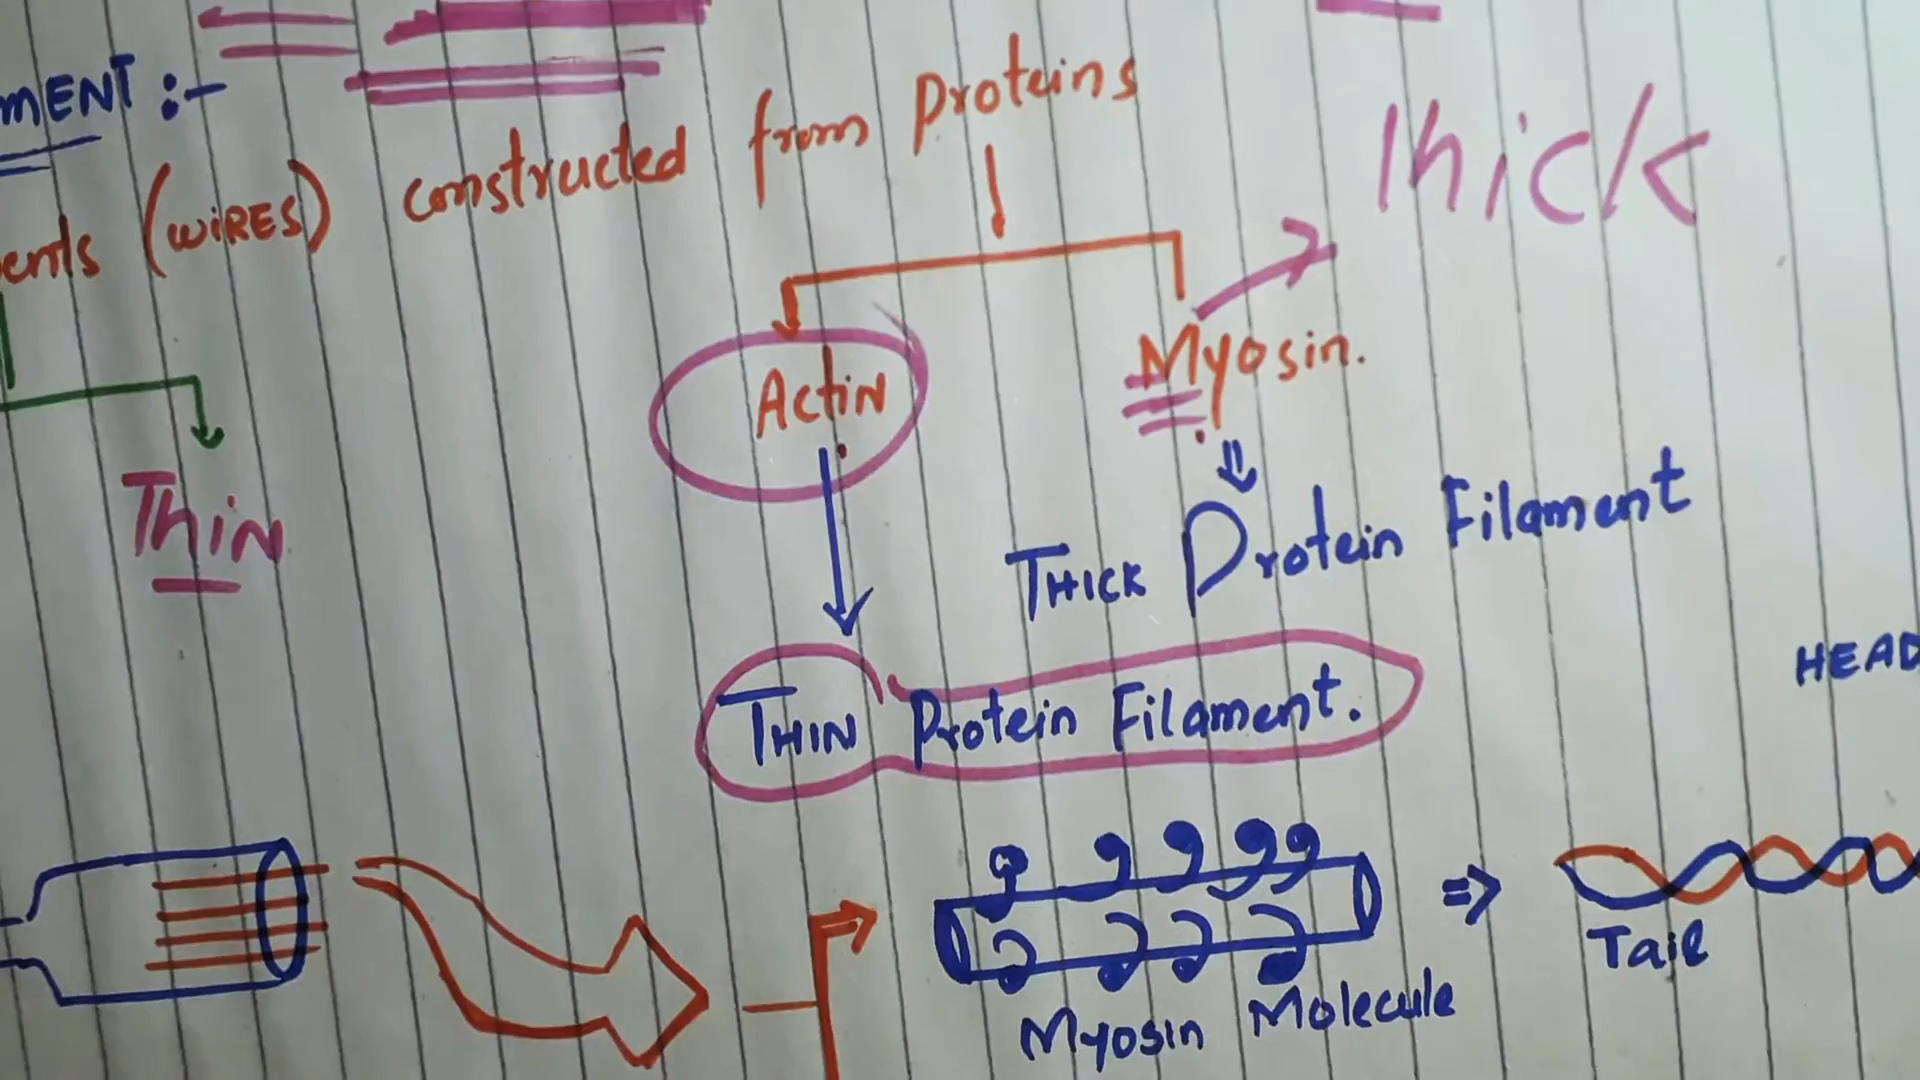 MENT :-
ents (WIRES) constructed from Proteins
Thick
Actin
Myosin.
Thin
THICK Protein Filament
THIN Protein Filament.
HEAD
Tail
Myosin Molecule